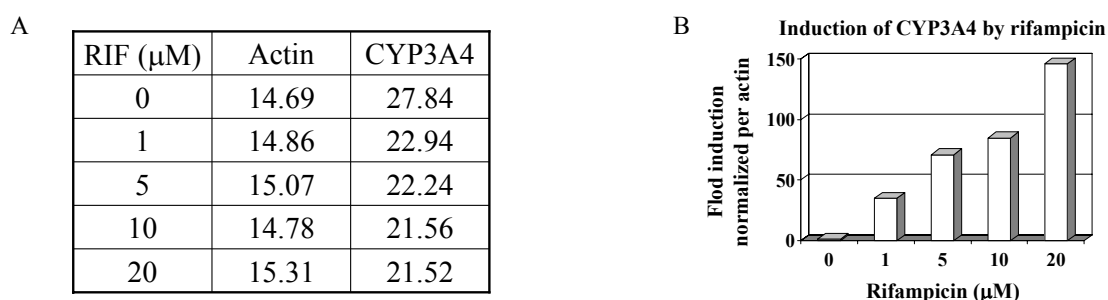 A
RIF (μM) Actin CYP3A4
0 14.69 27.84
1 14.86 22.94
5 15.07 22.24
10 14.78 21.56
20 15.31 21.52
B
Induction of CYP3A4 by rifampicin
Flod induction
normalized per actin
150
100
50
0
0 1 5 10 20
Rifampicin (μM)